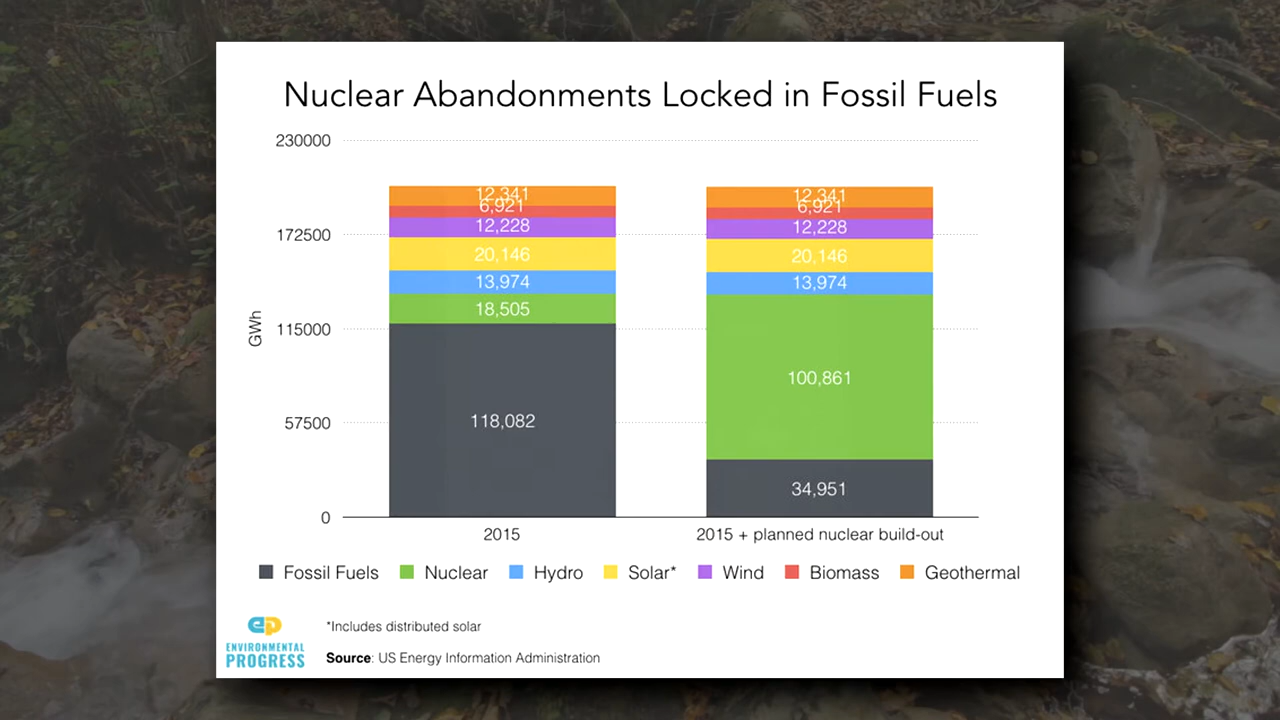 Nuclear Abandonments Locked in Fossil Fuels
230000
172500
115000
57500
0
GWh
12,341
6,921
12,228
20,146
13,974
18,505
118,082
12,341
6,921
12,228
20,146
13,974
100,861
34,951
2015
2015 + planned nuclear build-out
Fossil Fuels Nuclear Hydro Solar* Wind Biomass Geothermal
ep
ENVIRONMENTAL
PROGRESS
*Includes distributed solar
Source: US Energy Information Administration